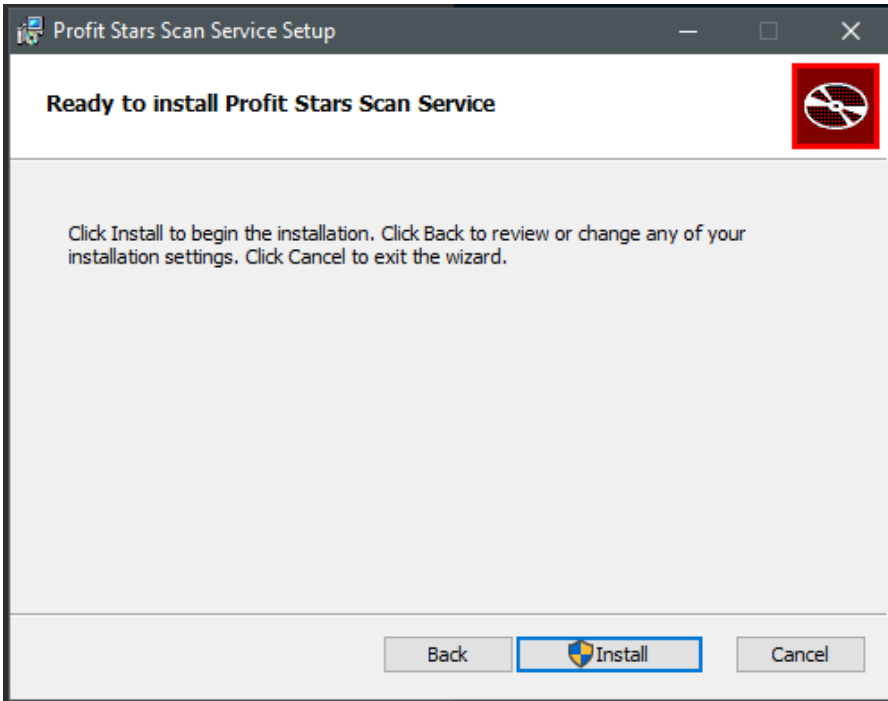 Profit Stars Scan Service Setup
Ready to install Profit Stars Scan Service
Click Install to begin the installation. Click Back to review or change any of your
installation settings. Click Cancel to exit the wizard.
Back Install Cancel